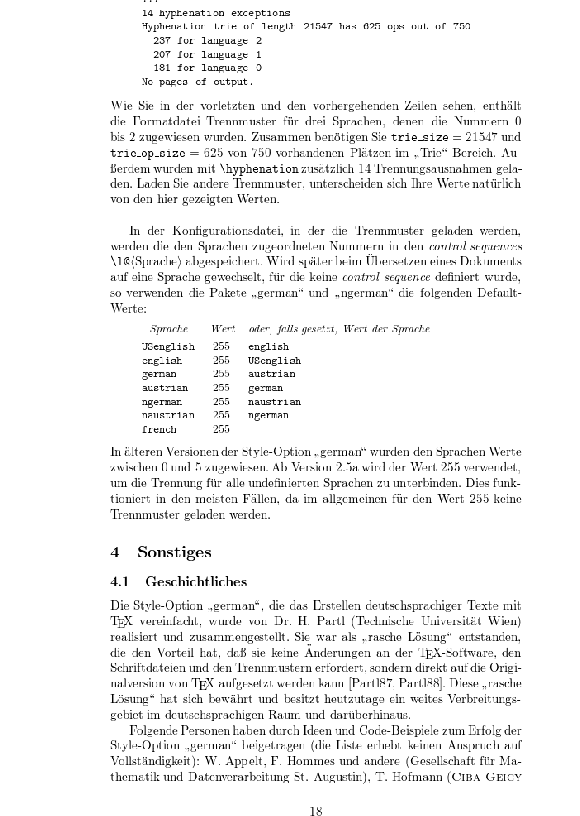 ...
14 hyphenation exceptions
Hyphenation trie of length 21547 has 625 ops out of 750
237 for language 2
207 for language 1
181 for language 0
No pages of output.
Wie Sie in der vorletzten und den vorhergehenden Zeilen sehen, enthält
die Formatdatei Trennmuster für drei Sprachen, denen die Nummern 0
bis 2 zugewiesen wurden. Zusammen benötigen Sie trie_size = 21547 und
trie_op_size = 625 von 750 vorhandenen Plätzen im „Trie“ Bereich. Au-
ßerdem wurden mit \hyphenation zusätzlich 14 Trennungsausnahmen gela-
den. Laden Sie andere Trennmuster, unterscheiden sich Ihre Werte natürlich
von den hier gezeigten Werten.
In der Konfigurationsdatei, in der die Trennmuster geladen werden,
werden die den Sprachen zugeordneten Nummern in den control sequences
\l@⟨Sprache⟩ abgespeichert. Wird später beim Übersetzen eines Dokuments
auf eine Sprache gewechselt, für die keine control sequence definiert wurde,
so verwenden die Pakete „german“ und „ngerman“ die folgenden Default-
Werte:
Sprache Wert oder, falls gesetzt, Wert der Sprache
USenglish 255 english
english 255 USenglish
german 255 austrian
austrian 255 german
ngerman 255 naustrian
naustrian 255 ngerman
french 255
In älteren Versionen der Style-Option „german“ wurden den Sprachen Werte
zwischen 0 und 5 zugewiesen. Ab Version 2.5a wird der Wert 255 verwendet,
um die Trennung für alle undefinierten Sprachen zu unterbinden. Dies funk-
tioniert in den meisten Fällen, da im allgemeinen für den Wert 255 keine
Trennmuster geladen werden.
4 Sonstiges
4.1 Geschichtliches
Die Style-Option „german“, die das Erstellen deutschsprachiger Texte mit
TEX vereinfacht, wurde von Dr. H. Partl (Technische Universität Wien)
realisiert und zusammengestellt. Sie war als „rasche Lösung“ entstanden,
die den Vorteil hat, daß sie keine Änderungen an der TEX-Software, den
Schriftdateien und den Trennmustern erfordert, sondern direkt auf die Origi-
nalversion von TEX aufgesetzt werden kann [Partl87, Partl88]. Diese „rasche
Lösung“ hat sich bewährt und besitzt heutzutage ein weites Verbreitungs-
gebiet im deutschsprachigen Raum und darüberhinaus.
Folgende Personen haben durch Ideen und Code-Beispiele zum Erfolg der
Style-Option „german“ beigetragen (die Liste erhebt keinen Anspruch auf
Vollständigkeit): W. Appelt, F. Hommes und andere (Gesellschaft für Ma-
thematik und Datenverarbeitung St. Augustin), T. Hofmann (CIBA GEIGY
18